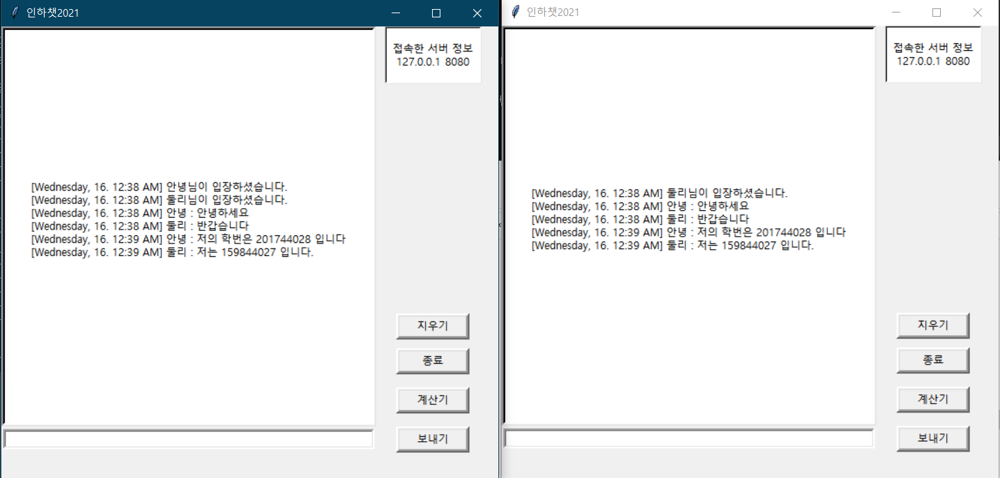 인하챗2021
접속한 서버 정보
127.0.0.1 8080
[Wednesday, 16. 12:38 AM] 안녕님이 입장하셨습니다.
[Wednesday, 16. 12:38 AM] 둘리님이 입장하셨습니다.
[Wednesday, 16. 12:38 AM] 안녕 : 안녕하세요
[Wednesday, 16. 12:38 AM] 둘리 : 반갑습니다
[Wednesday, 16. 12:39 AM] 안녕 : 저의 학번은 201744028 입니다
[Wednesday, 16. 12:39 AM] 둘리 : 저는 159844027 입니다.
지우기
종료
계산기
보내기
인하챗2021
접속한 서버 정보
127.0.0.1 8080
[Wednesday, 16. 12:38 AM] 둘리님이 입장하셨습니다.
[Wednesday, 16. 12:38 AM] 안녕 : 안녕하세요
[Wednesday, 16. 12:38 AM] 둘리 : 반갑습니다
[Wednesday, 16. 12:39 AM] 안녕 : 저의 학번은 201744028 입니다
[Wednesday, 16. 12:39 AM] 둘리 : 저는 159844027 입니다.
지우기
종료
계산기
보내기